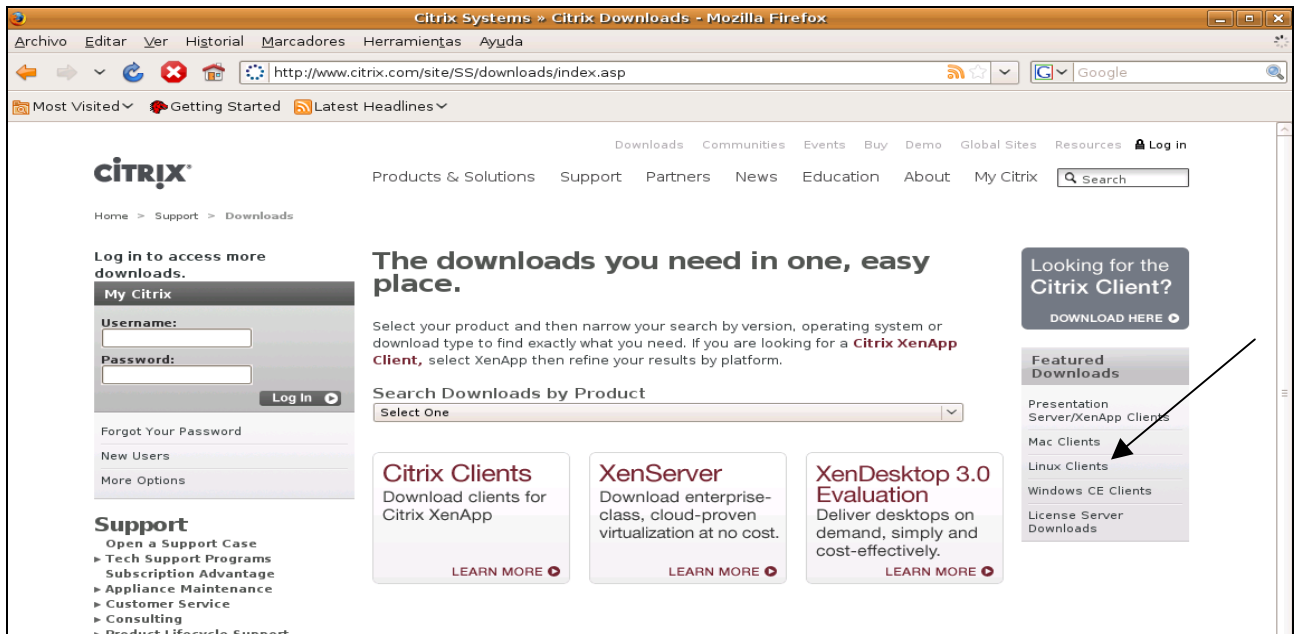 Citrix Systems » Citrix Downloads - Mozilla Firefox
Archivo Editar Ver Historial Marcadores Herramientas Ayuda
http://www.citrix.com/site/SS/downloads/index.asp
G Google
Most Visited Getting Started Latest Headlines
Downloads Communities Events Buy Demo Global Sites Resources Log in
CİTRIX
Products & Solutions Support Partners News Education About My Citrix Search
Home > Support > Downloads
Log in to access more
downloads.
My Citrix
Username:
Password:
Log In
Forgot Your Password
New Users
More Options
Support
Open a Support Case
Tech Support Programs
Subscription Advantage
Appliance Maintenance
Customer Service
Consulting
Product Lifecycle Support
The downloads you need in one, easy
place.
Select your product and then narrow your search by version, operating system or
download type to find exactly what you need. If you are looking for a Citrix XenApp
Client, select XenApp then refine your results by platform.
Search Downloads by Product
Select One
Citrix Clients
Download clients for
Citrix XenApp
LEARN MORE
XenServer
Download enterprise-
class, cloud-proven
virtualization at no cost.
LEARN MORE
XenDesktop 3.0
Evaluation
Deliver desktops on
demand, simply and
cost-effectively.
LEARN MORE
Looking for the
Citrix Client?
DOWNLOAD HERE
Featured
Downloads
Presentation
Server/XenApp Clients
Mac Clients
Linux Clients
Windows CE Clients
License Server
Downloads